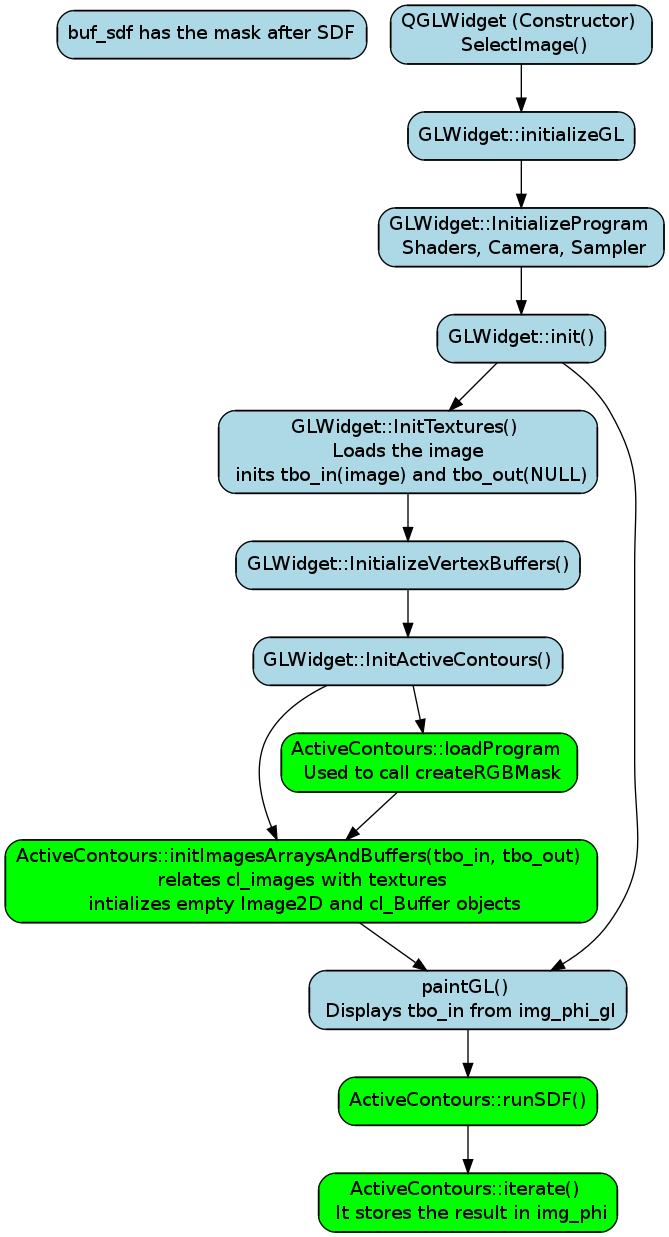 buf_sdf has the mask after SDF
QGLWidget (Constructor)
SelectImage()
GLWidget::initializeGL
GLWidget::InitializeProgram
Shaders, Camera, Sampler
GLWidget::init()
GLWidget::InitTextures()
Loads the image
inits tbo_in(image) and tbo_out(NULL)
GLWidget::InitializeVertexBuffers()
GLWidget::InitActiveContours()
ActiveContours::loadProgram
Used to call createRGBMask
ActiveContours::initImagesArraysAndBuffers(tbo_in, tbo_out)
relates cl_images with textures
intializes empty Image2D and cl_Buffer objects
paintGL()
Displays tbo_in from img_phi_gl
ActiveContours::runSDF()
ActiveContours::iterate()
It stores the result in img_phi